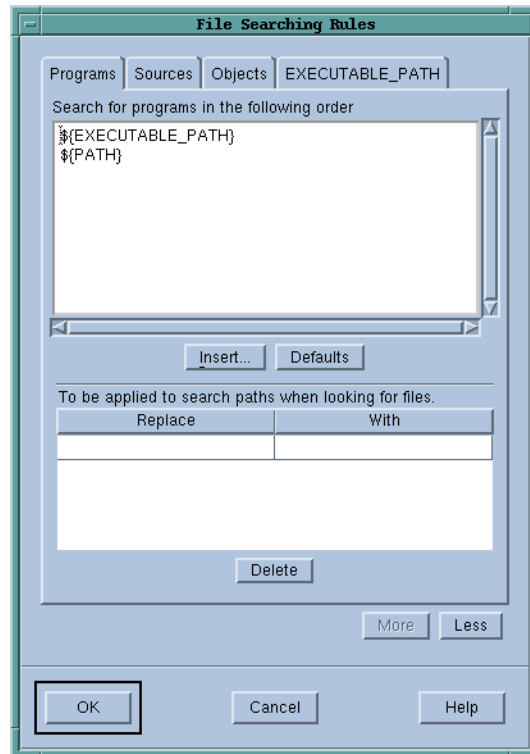 File Searching Rules
Programs Sources Objects EXECUTABLE_PATH
Search for programs in the following order
${EXECUTABLE_PATH}
${PATH}
Insert... Defaults
To be applied to search paths when looking for files.
Replace With
Delete
More Less
OK Cancel Help